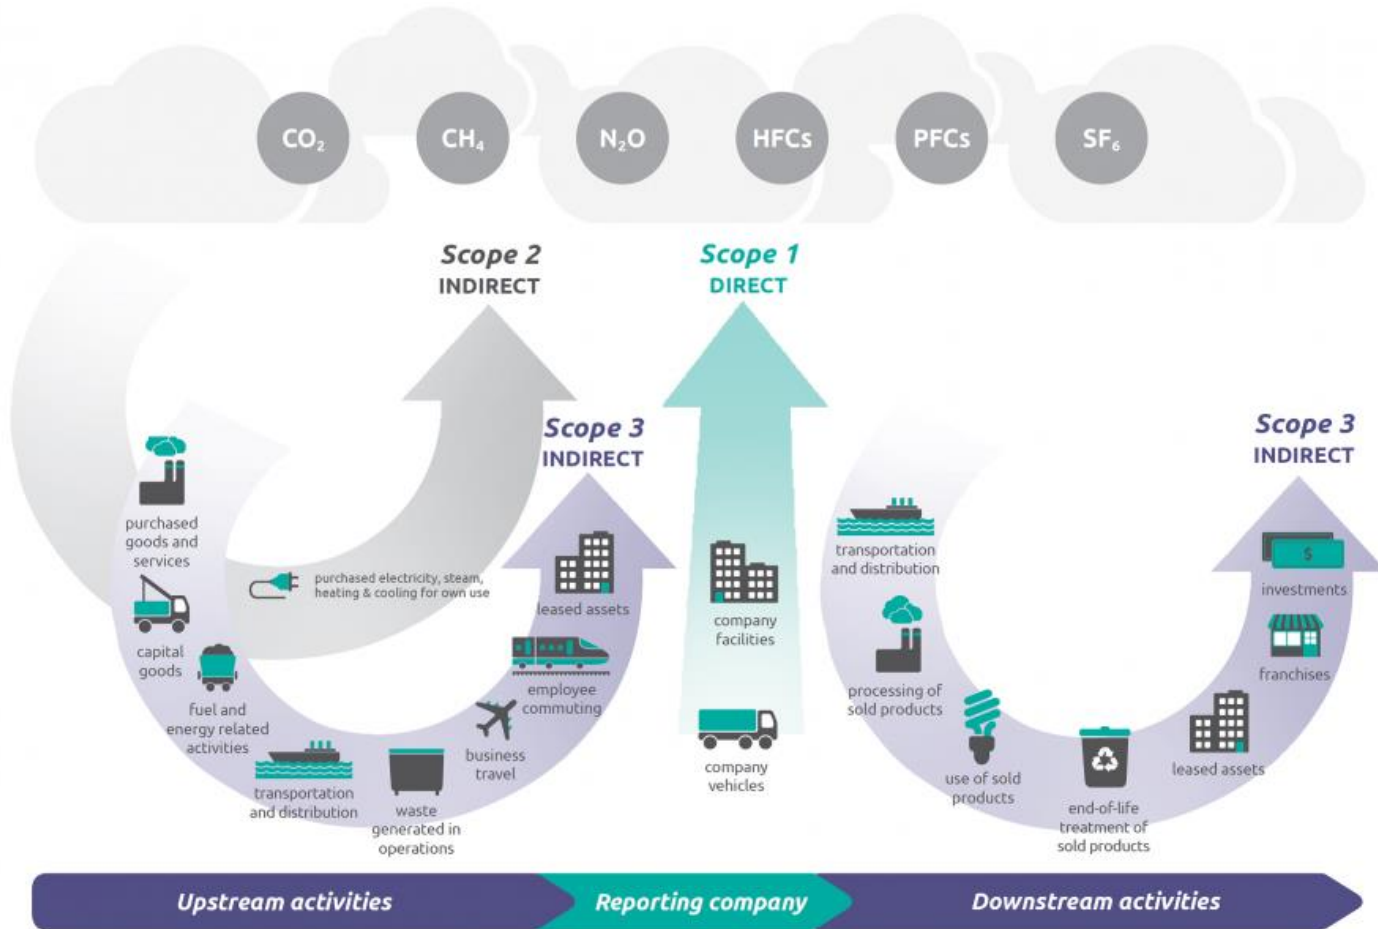 CO₂
CH₄
N₂O
HFCs
PFCs
SF₆
Scope 2
INDIRECT
Scope 1
DIRECT
Scope 3
INDIRECT
Scope 3
INDIRECT
purchased
goods and
services
capital
goods
fuel and
energy related
activities
transportation
and distribution
waste
generated in
operations
business
travel
employee
commuting
leased assets
purchased electricity, steam,
heating & cooling for own use
company
facilities
company
vehicles
transportation
and distribution
processing of
sold products
use of sold
products
end-of-life
treatment of
sold products
leased assets
franchises
$
investments
Upstream activities
Reporting company
Downstream activities